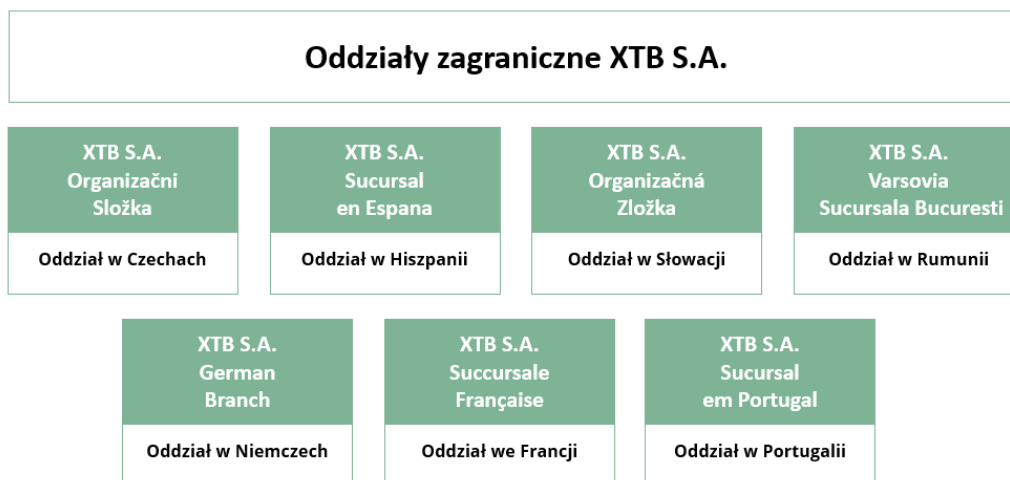 Oddziały zagraniczne XTB S.A.
XTB S.A.
Organizačni
Složka
Oddział w Czechach
XTB S.A.
Sucursal
en Espana
Oddział w Hiszpanii
XTB S.A.
Organizačná
Zložka
Oddział w Słowacji
XTB S.A.
Varsovia
Sucursala Bucuresti
Oddział w Rumunii
XTB S.A.
German
Branch
Oddział w Niemczech
XTB S.A.
Succursale
Française
Oddział we Francji
XTB S.A.
Sucursal
em Portugal
Oddział w Portugalii